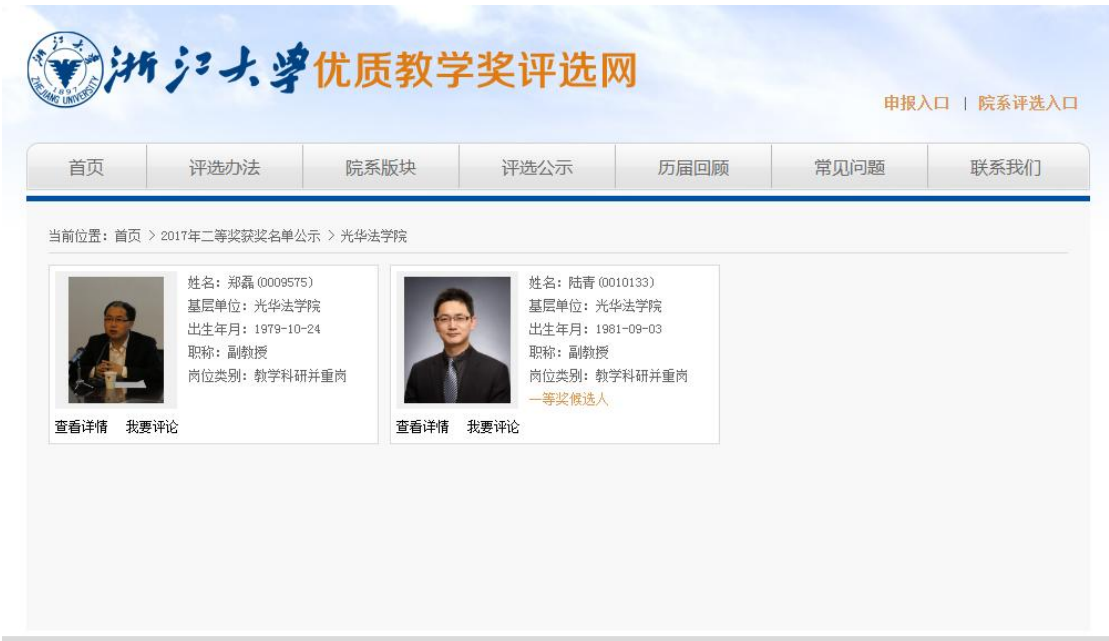 浙江大学优质教学奖评选网
浙江大学
1897
ZHEJIANG UNIVERSITY
申报入口 | 院系评选入口
首页 评选办法 院系版块 评选公示 历届回顾 常见问题 联系我们
当前位置：首页 > 2017年二等奖获奖名单公示 > 光华法学院
姓名：郑磊(0009575)
基层单位：光华法学院
出生年月：1979-10-24
职称：副教授
岗位类别：教学科研并重岗
查看详情 我要评论
姓名：陆青(0010133)
基层单位：光华法学院
出生年月：1981-09-03
职称：副教授
岗位类别：教学科研并重岗
一等奖候选人
查看详情 我要评论